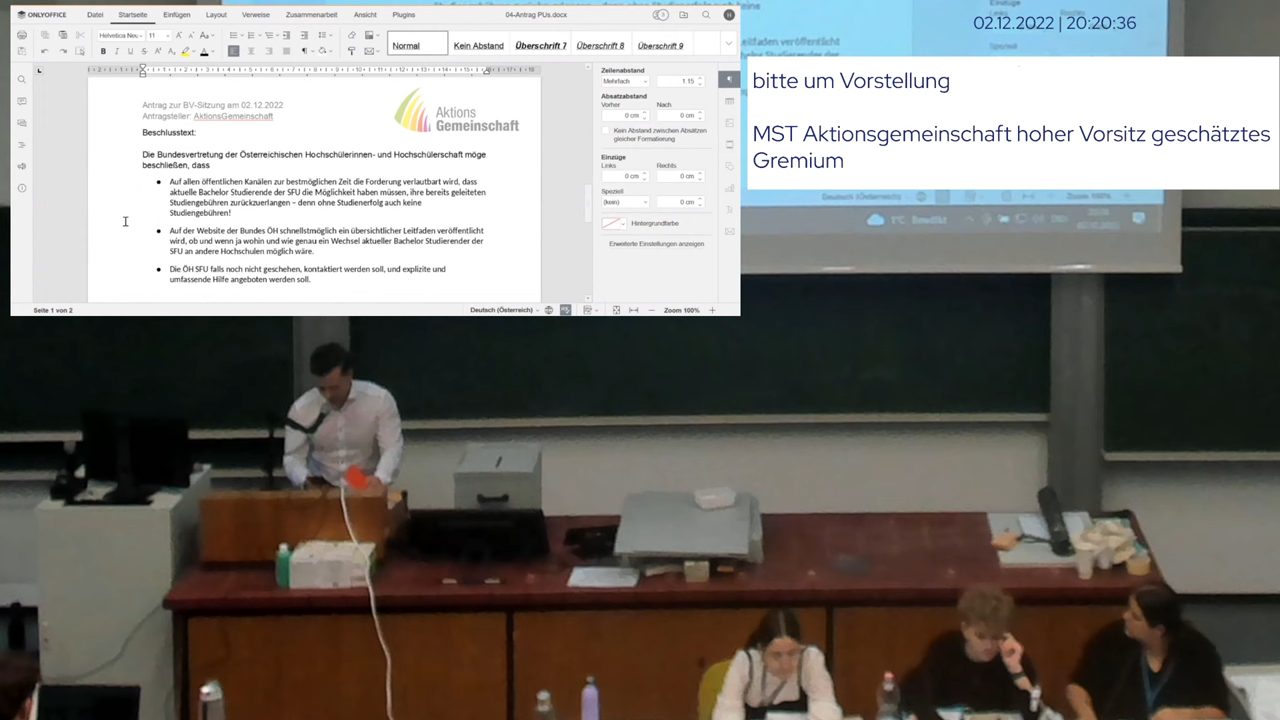 ONLYOFFICE
Datei Startseite Einfügen Layout Verweise Zusammenarbeit Ansicht Plugins
04-Antrag PUs.docx
02.12.2022 | 20:20:36
Helvetica Neu 11
Normal Kein Abstand Überschrift 7 Überschrift 8 Überschrift 9
bitte um Vorstellung
MST Aktionsgemeinschaft hoher Vorsitz geschätztes
Gremium
Antrag zur BV-Sitzung am 02.12.2022
Antragsteller: AktionsGemeinschaft
Aktions
Gemeinschaft
Beschlusstext:
Die Bundesvertretung der Österreichischen Hochschülerinnen- und Hochschülerschaft möge
beschließen, dass
● Auf allen öffentlichen Kanälen zur bestmöglichen Zeit die Forderung verlautbart wird, dass
aktuelle Bachelor Studierende der SFU die Möglichkeit haben müssen, ihre bereits geleiteten
Studiengebühren zurückzuerlangen – denn ohne Studienerfolg auch keine
Studiengebühren!
● Auf der Website der Bundes ÖH schnellstmöglich ein übersichtlicher Leitfaden veröffentlicht
wird, ob und wenn ja wohin und wie genau ein Wechsel aktueller Bachelor Studierender der
SFU an andere Hochschulen möglich wäre.
● Die ÖH SFU falls noch nicht geschehen, kontaktiert werden soll, und explizite und
umfassende Hilfe angeboten werden soll.
Zeilenabstand
Mehrfach 1.15
Absatzabstand
Vorher Nach
0 cm 0 cm
Kein Abstand zwischen Absätzen
gleicher Formatierung
Einzüge
Links Rechts
0 cm 0 cm
Speziell
(kein) 0 cm
Hintergrundfarbe
Erweiterte Einstellungen anzeigen
Seite 1 von 2
Deutsch (Österreich)
Zoom 100%